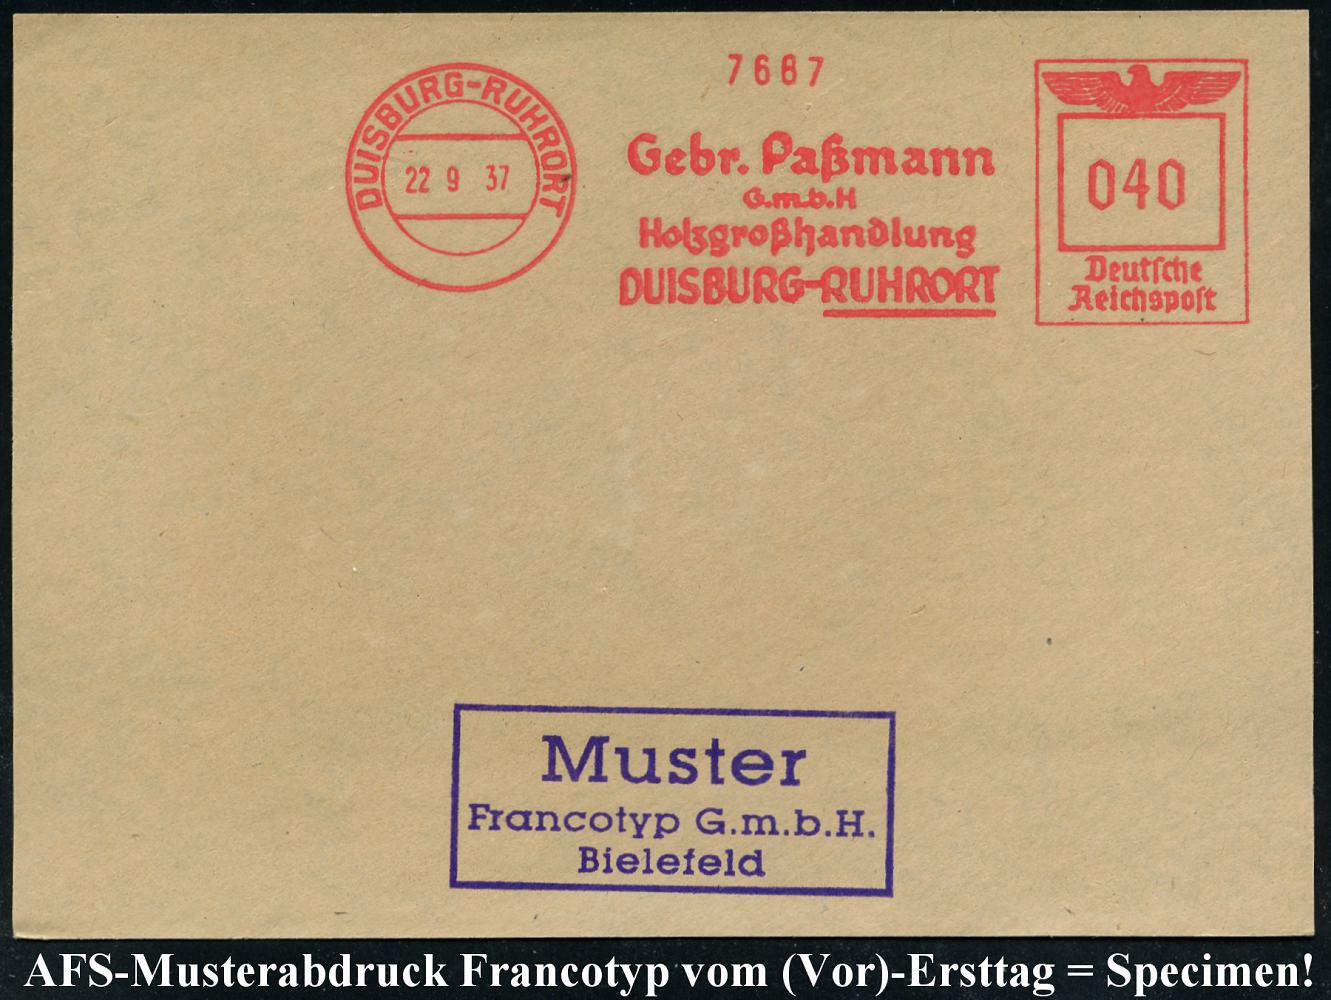 7687
DUISBURG-RUHRORT
22 9 37
Gebr. Paßmann
G.m.b.H
Holzgroßhandlung
DUISBURG-RUHRORT
040
Deutsche
Reichspost
Muster
Francotyp G.m.b.H.
Bielefeld
AFS-Musterabdruck Francotyp vom (Vor)-Ersttag = Specimen!